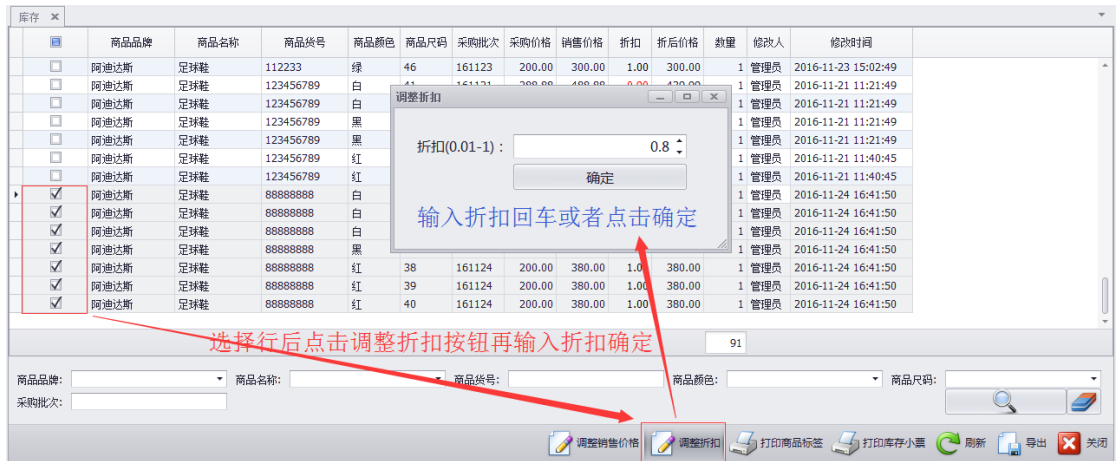 库存
商品品牌 商品名称 商品货号 商品颜色 商品尺码 采购批次 采购价格 销售价格 折扣 折后价格 数量 修改人 修改时间
阿迪达斯 足球鞋 112233 绿 46 161123 200.00 300.00 1.00 300.00 1 管理员 2016-11-23 15:02:49
阿迪达斯 足球鞋 123456789 白 1 管理员 2016-11-21 11:21:49
阿迪达斯 足球鞋 123456789 白 1 管理员 2016-11-21 11:21:49
阿迪达斯 足球鞋 123456789 黑 1 管理员 2016-11-21 11:21:49
阿迪达斯 足球鞋 123456789 黑 1 管理员 2016-11-21 11:21:49
阿迪达斯 足球鞋 123456789 红 1 管理员 2016-11-21 11:40:45
阿迪达斯 足球鞋 123456789 红 1 管理员 2016-11-21 11:40:45
阿迪达斯 足球鞋 88888888 白 1 管理员 2016-11-24 16:41:50
阿迪达斯 足球鞋 88888888 白 1 管理员 2016-11-24 16:41:50
阿迪达斯 足球鞋 88888888 白 1 管理员 2016-11-24 16:41:50
阿迪达斯 足球鞋 88888888 黑 1 管理员 2016-11-24 16:41:50
阿迪达斯 足球鞋 88888888 红 38 161124 200.00 380.00 1.00 380.00 1 管理员 2016-11-24 16:41:50
阿迪达斯 足球鞋 88888888 红 39 161124 200.00 380.00 1.00 380.00 1 管理员 2016-11-24 16:41:50
阿迪达斯 足球鞋 88888888 红 40 161124 200.00 380.00 1.00 380.00 1 管理员 2016-11-24 16:41:50
调整折扣
折扣(0.01-1)： 0.8
确定
输入折扣回车或者点击确定
选择行后点击调整折扣按钮再输入折扣确定
91
商品品牌： 商品名称： 商品货号： 商品颜色： 商品尺码：
采购批次：
调整销售价格 调整折扣 打印商品标签 打印库存小票 刷新 导出 关闭